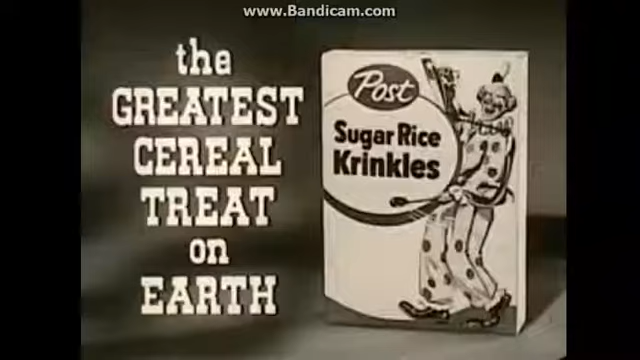 www.Bandicam.com
the
GREATEST
CEREAL
TREAT
on
EARTH
Post
Sugar Rice
Krinkles